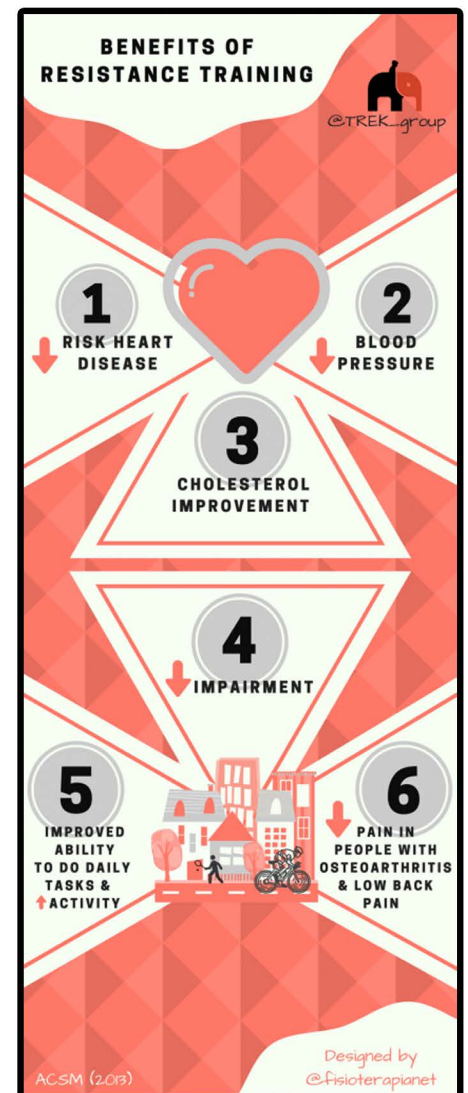 BENEFITS OF
RESISTANCE TRAINING
@TREK_group
1
RISK HEART
DISEASE
2
BLOOD
PRESSURE
3
CHOLESTEROL
IMPROVEMENT
4
IMPAIRMENT
5
IMPROVED
ABILITY
TO DO DAILY
TASKS &
ACTIVITY
6
PAIN IN
PEOPLE WITH
OSTEOARTHRITIS
& LOW BACK
PAIN
ACSM (2013)
Designed by
@fisioterapianet